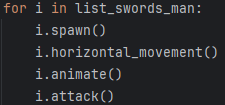 for i in list_swords_man:
    i.spawn()
    i.horizontal_movement()
    i.animate()
    i.attack()